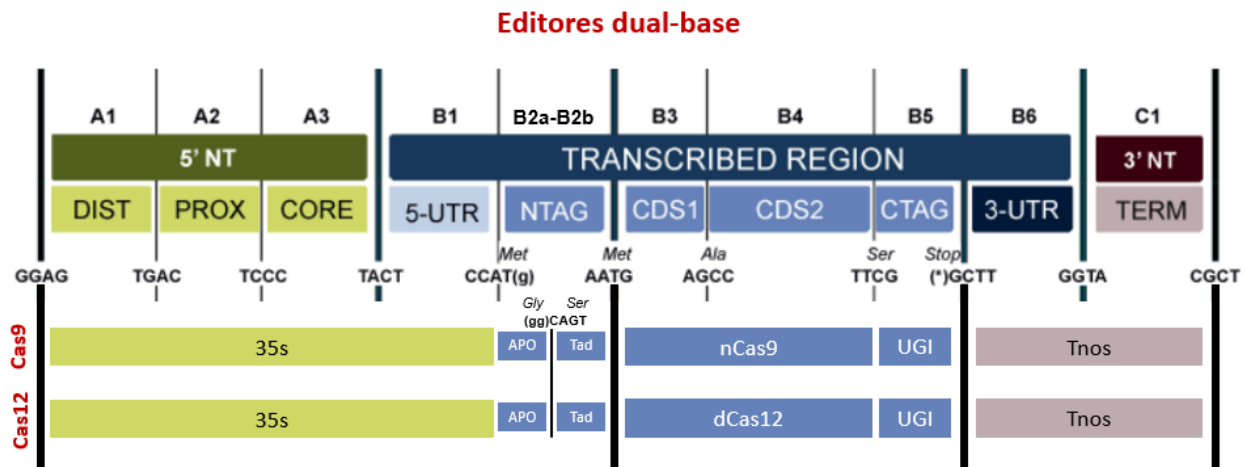 Editores dual-base
A1 A2 A3 B1 B2a-B2b B3 B4 B5 B6 C1
5' NT TRANSCRIBED REGION 3' NT
DIST PROX CORE 5-UTR NTAG CDS1 CDS2 CTAG 3-UTR TERM
Met Met Ala Ser Stop
GGAG TGAC TCCC TACT CCAT(g) AATG AGCC TTCG (*)GCTT GGTA CGCT
Gly Ser
(gg)CAGT
Cas9 35s APO Tad nCas9 UGI Tnos
Cas12 35s APO Tad dCas12 UGI Tnos